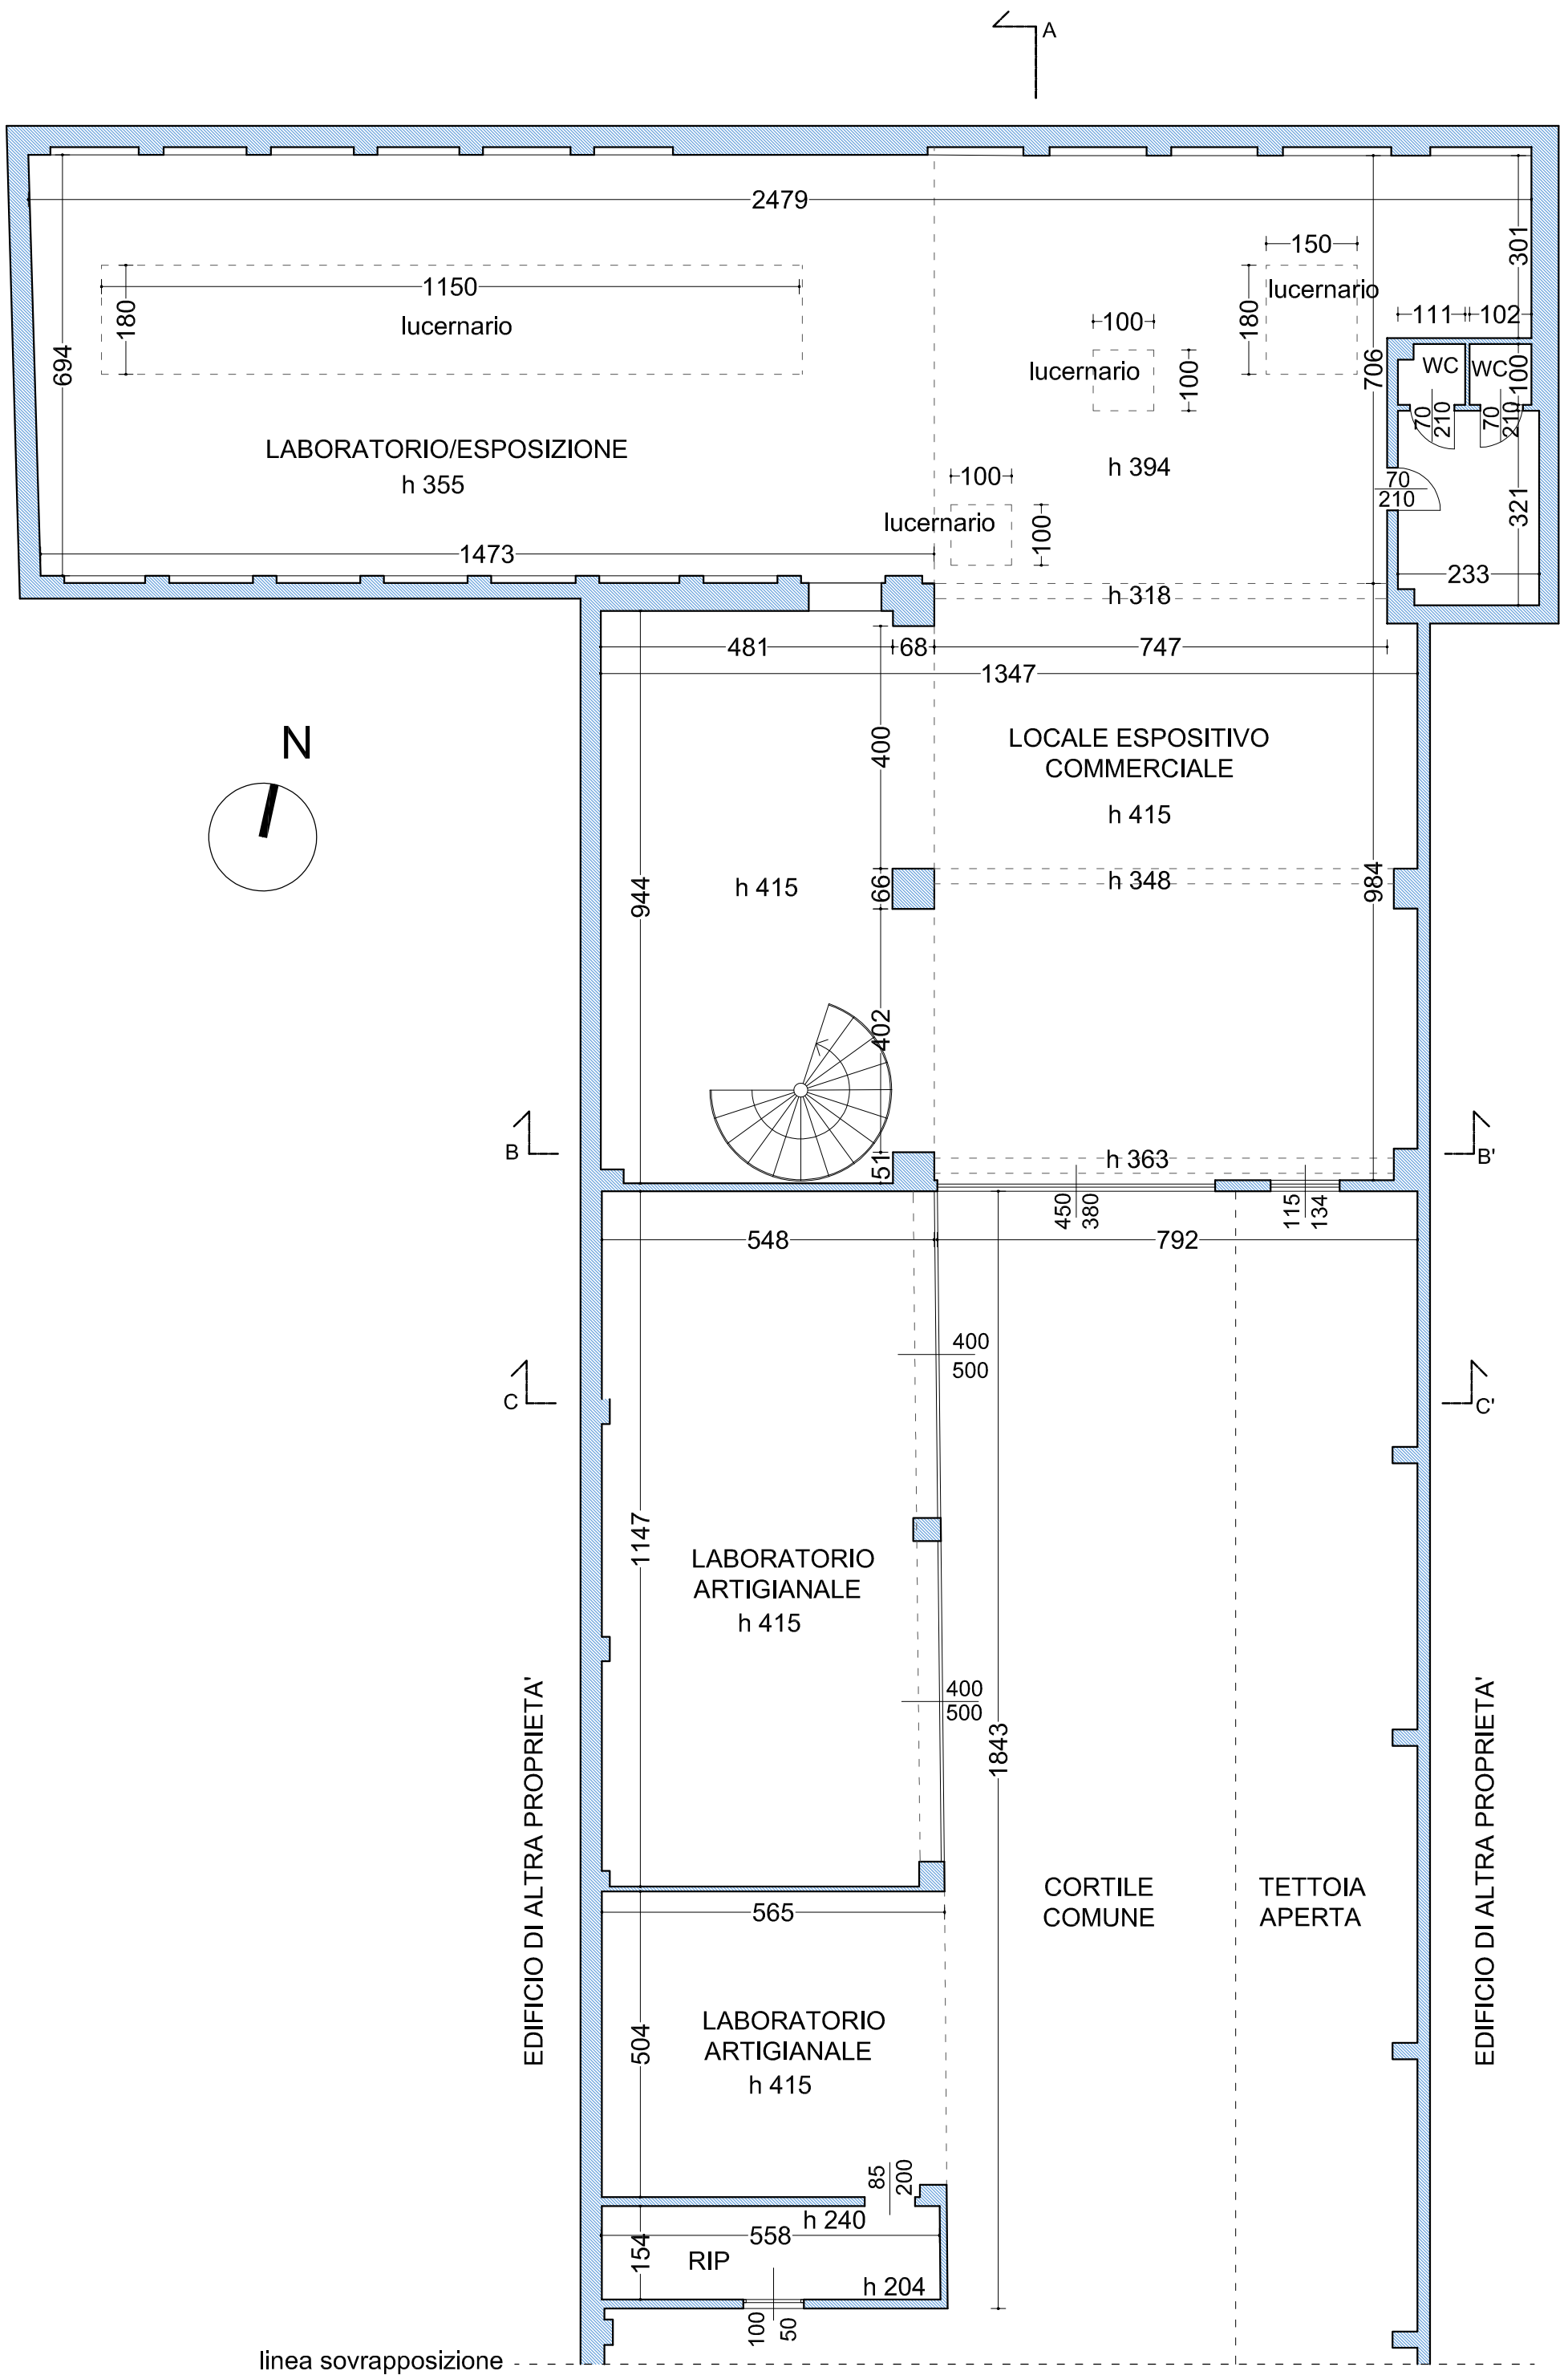 A
2479
150
301
1150
lucernario
180
lucernario
180
111
102
100
694
lucernario
100
706
WC
WC
100
70
210
70
210
LABORATORIO/ESPOSIZIONE
h 355
h 394
100
lucernario
100
70
210
321
1473
233
h 318
481
68
747
1347
N
400
LOCALE ESPOSITIVO
COMMERCIALE
h 415
944
h 415
66
h 348
984
402
B
51
h 363
B'
450
380
115
134
548
792
400
500
C
C'
1147
LABORATORIO
ARTIGIANALE
h 415
400
500
1843
EDIFICIO DI ALTRA PROPRIETA'
EDIFICIO DI ALTRA PROPRIETA'
CORTILE
COMUNE
TETTOIA
APERTA
565
504
LABORATORIO
ARTIGIANALE
h 415
85
200
h 240
154
558
RIP
h 204
100
50
linea sovrapposizione